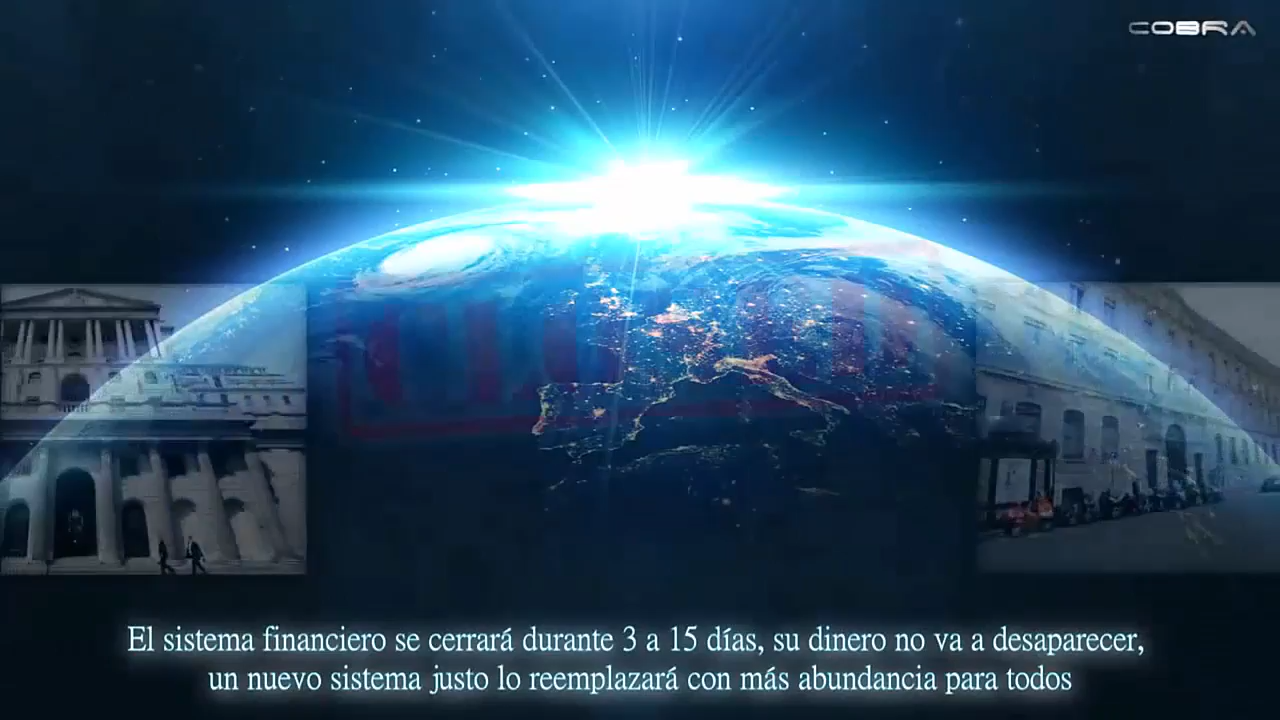 COBRA
El sistema financiero se cerrará durante 3 a 15 días, su dinero no va a desaparecer,
un nuevo sistema justo lo reemplazará con más abundancia para todos